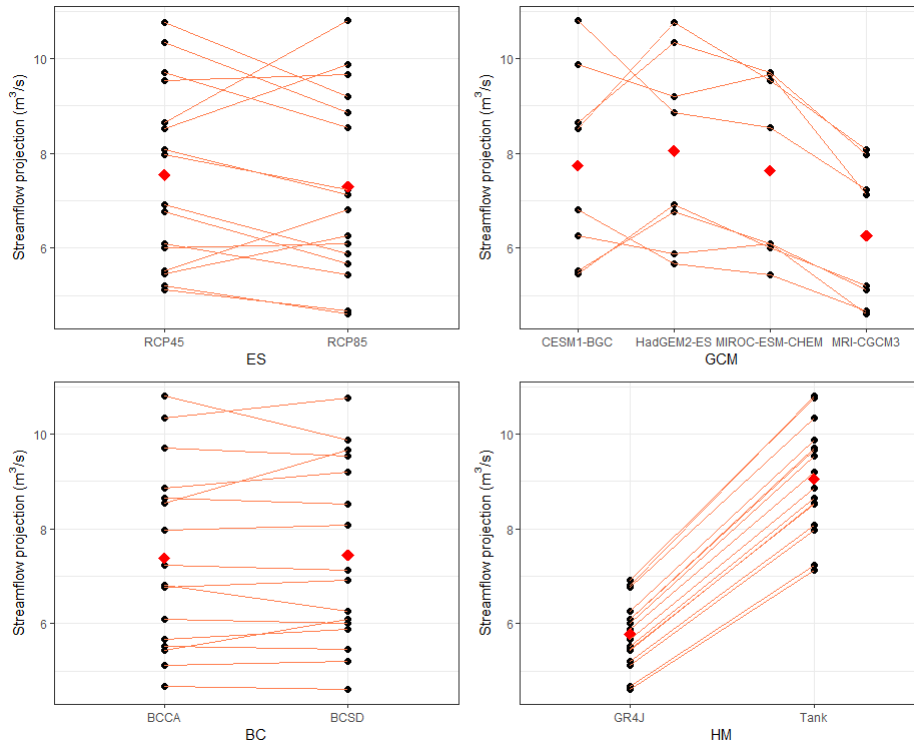 Streamflow projection (m³/s)
10
8
6
RCP45 RCP85
ES
Streamflow projection (m³/s)
10
8
6
CESM1-BGC HadGEM2-ES MIROC-ESM-CHEM MRI-CGCM3
GCM
Streamflow projection (m³/s)
10
8
6
BCCA BCSD
BC
Streamflow projection (m³/s)
10
8
6
GR4J Tank
HM